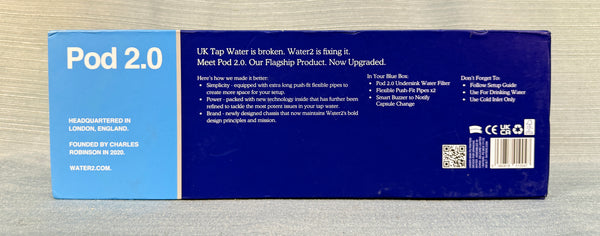 Pod 2.0
HEADQUARTERED IN
LONDON, ENGLAND.
FOUNDED BY CHARLES
ROBINSON IN 2020.
WATER2.COM.
UK Tap Water is broken. Water2 is fixing it.
Meet Pod 2.0. Our Flagship Product. Now Upgraded.
Here's how we made it better:
• Simplicity - equipped with extra long push-fit flexible pipes to
create more space for your setup.
• Power - packed with new technology inside that has further been
refined to tackle the most potent issues in your tap water.
• Brand - newly designed chassis that now maintains Water2's bold
design principles and mission.
In Your Blue Box:
• Pod 2.0 Undersink Water Filter
• Flexible Push-Fit Pipes x2
• Smart Buzzer to Notify
Capsule Change
Don't Forget To:
• Follow Setup Guide
• Use For Drinking Water
• Use Cold Inlet Only
CE
UK
CA